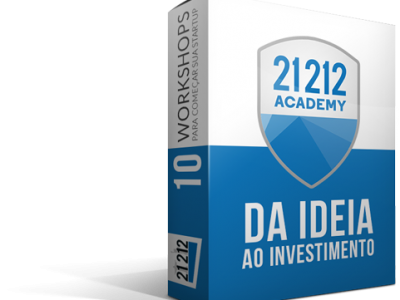 10 WORKSHOPS
PARA COMEÇAR SUA STARTUP
21212
21212
ACADEMY
DA IDEIA
AO INVESTIMENTO